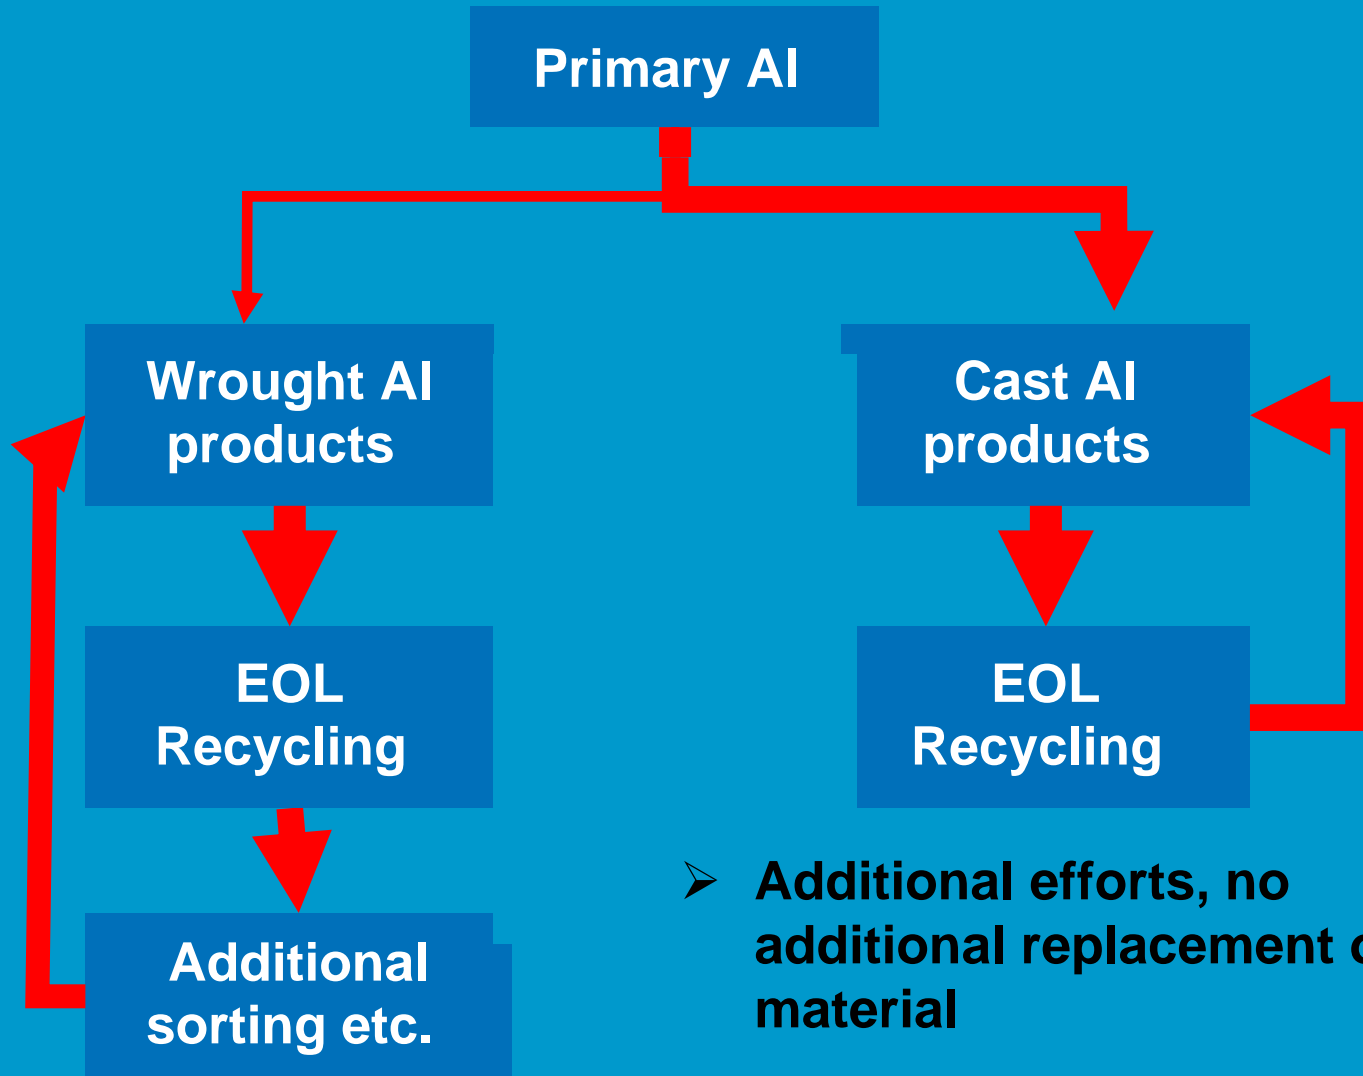 Primary Al
Wrought Al
products
Cast Al
products
EOL
Recycling
EOL
Recycling
Additional
sorting etc.
Additional efforts, no
additional replacement
material